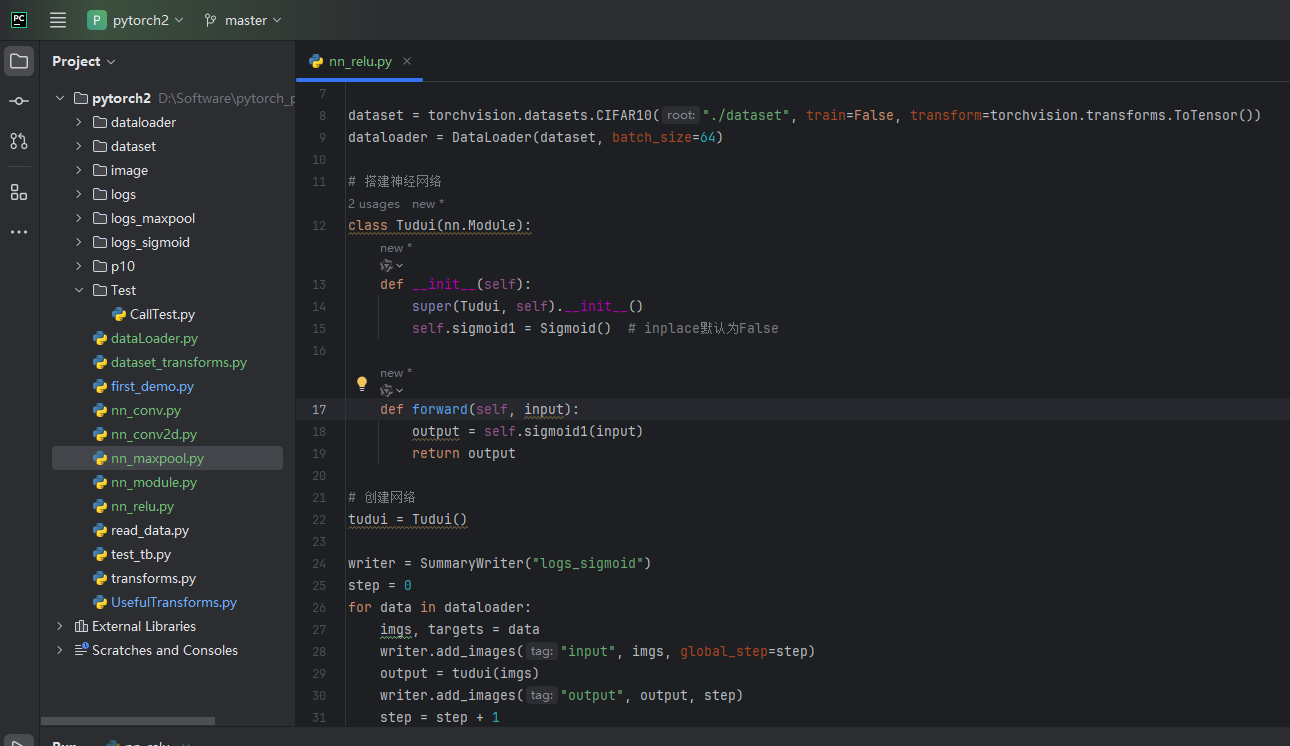 PC
P pytorch2 master
Project
nn_relu.py
pytorch2 D:\Software\pytorch_p
dataloader
dataset
image
logs
logs_maxpool
logs_sigmoid
p10
Test
CallTest.py
dataLoader.py
dataset_transforms.py
first_demo.py
nn_conv.py
nn_conv2d.py
nn_maxpool.py
nn_module.py
nn_relu.py
read_data.py
test_tb.py
transforms.py
UsefulTransforms.py
External Libraries
Scratches and Consoles
7
8 dataset = torchvision.datasets.CIFAR10( root: "./dataset", train=False, transform=torchvision.transforms.ToTensor())
9 dataloader = DataLoader(dataset, batch_size=64)
10
11 # 搭建神经网络
2 usages new *
12 class Tudui(nn.Module):
new *
13 def __init__(self):
14 super(Tudui, self).__init__()
15 self.sigmoid1 = Sigmoid() # inplace默认为False
16
new *
17 def forward(self, input):
18 output = self.sigmoid1(input)
19 return output
20
21 # 创建网络
22 tudui = Tudui()
23
24 writer = SummaryWriter("logs_sigmoid")
25 step = 0
26 for data in dataloader:
27 imgs, targets = data
28 writer.add_images( tag: "input", imgs, global_step=step)
29 output = tudui(imgs)
30 writer.add_images( tag: "output", output, step)
31 step = step + 1
Run nn_relu